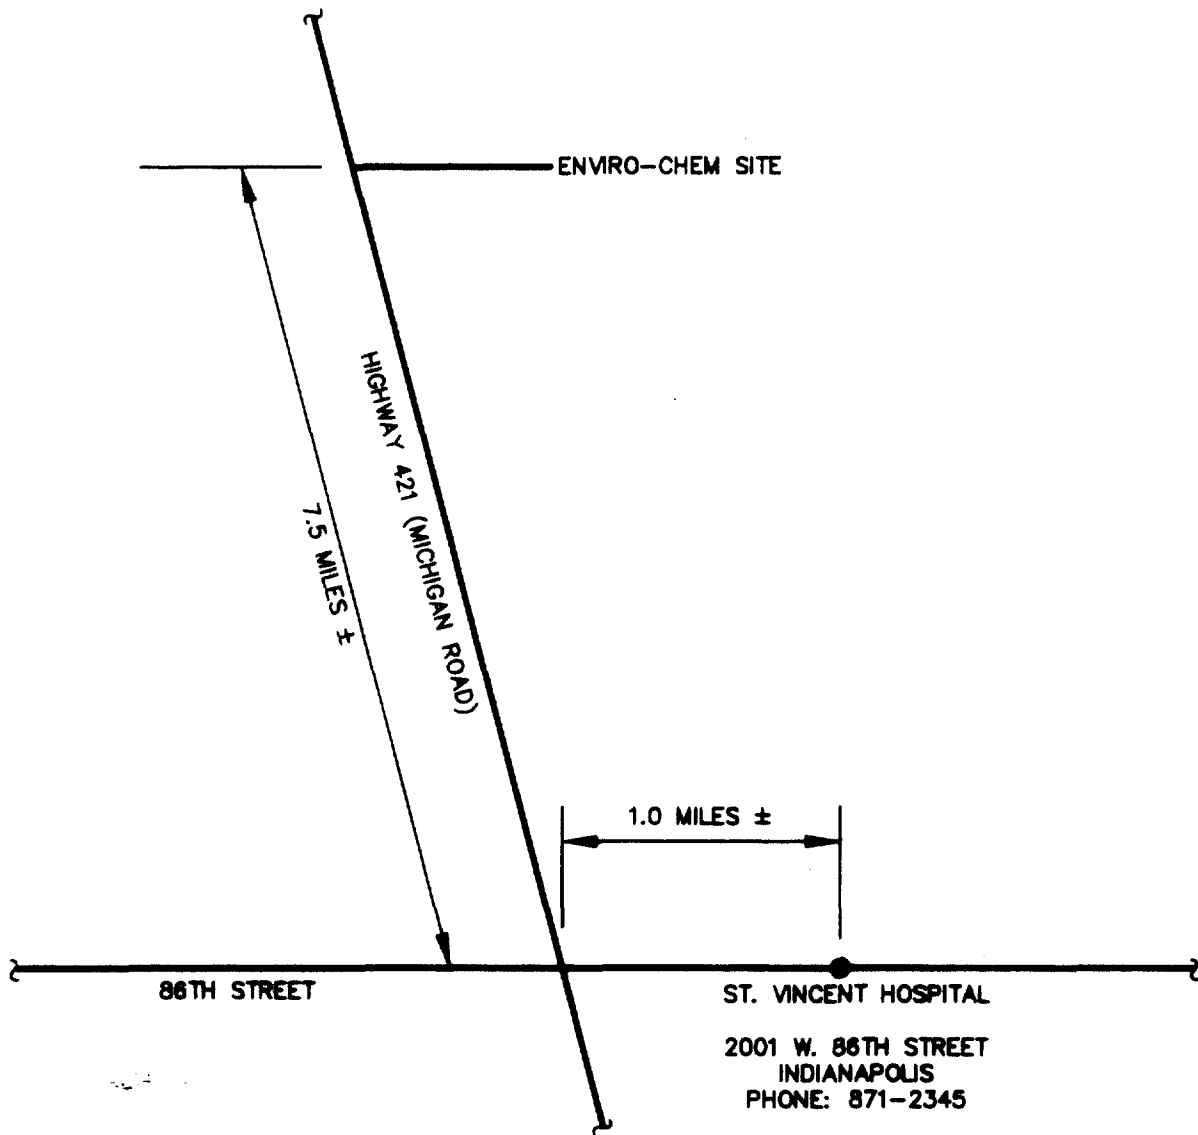 ENVIRO-CHEM SITE
HIGHWAY 421 (MICHIGAN ROAD)
7.5 MILES ±
1.0 MILES ±
86TH STREET
ST. VINCENT HOSPITAL
2001 W. 86TH STREET
INDIANAPOLIS
PHONE: 871-2345